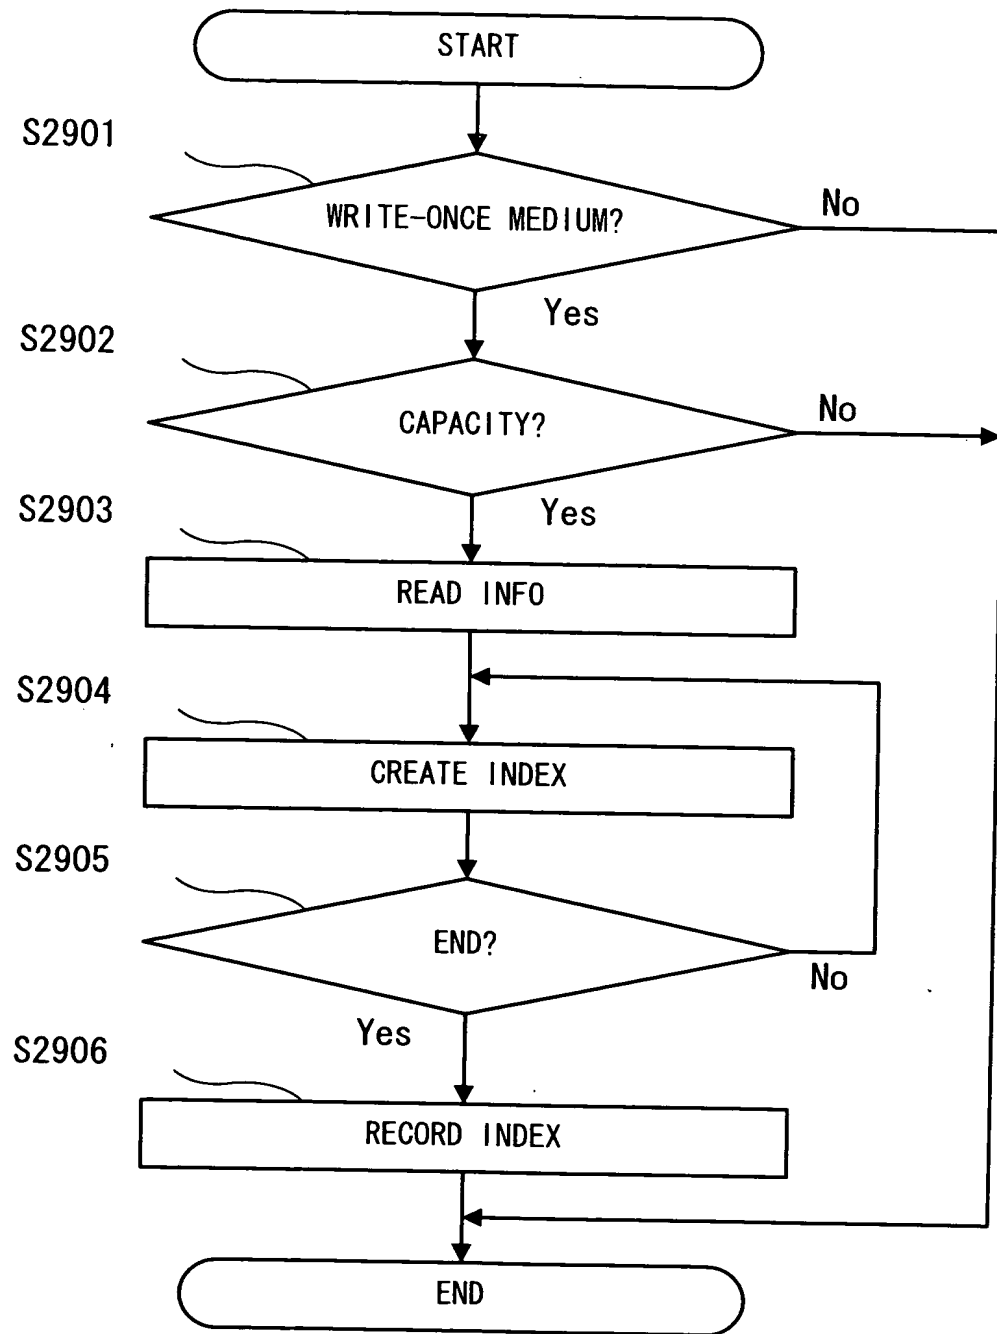 START
S2901
WRITE-ONCE MEDIUM?
No
Yes
S2902
CAPACITY?
No
Yes
S2903
READ INFO
S2904
CREATE INDEX
S2905
END?
No
Yes
S2906
RECORD INDEX
END